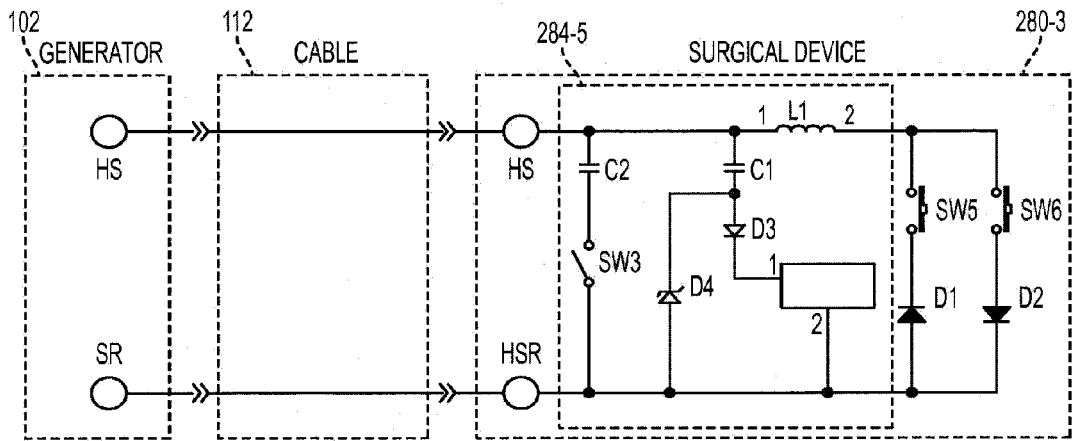 102
112
284-5
280-3
GENERATOR
CABLE
SURGICAL DEVICE
1 L1 2
HS
HS
C2
C1
SW5
SW6
D3
SW3
1
D4
D1
D2
2
SR
HSR